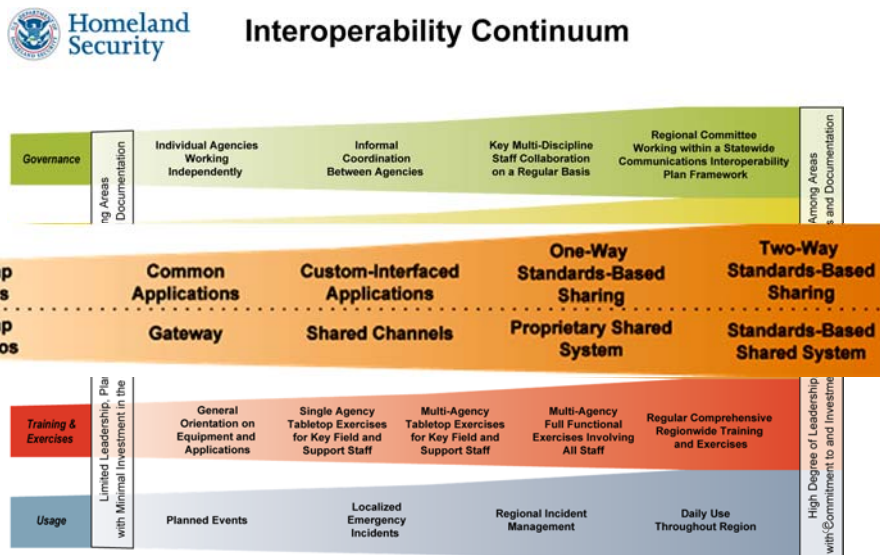 Homeland
Security
Interoperability Continuum
Governance
Individual Agencies
Working
Independently
Informal
Coordination
Between Agencies
Key Multi-Discipline
Staff Collaboration
on a Regular Basis
Regional Committee
Working within a Statewide
Communications Interoperability
Plan Framework
Common
Applications
Custom-Interfaced
Applications
One-Way
Standards-Based
Sharing
Two-Way
Standards-Based
Sharing
Gateway
Shared Channels
Proprietary Shared
System
Standards-Based
Shared System
Training &
Exercises
General
Orientation on
Equipment and
Applications
Single Agency
Tabletop Exercises
for Key Field and
Support Staff
Multi-Agency
Tabletop Exercises
for Key Field and
Support Staff
Multi-Agency
Full Functional
Exercises Involving
All Staff
Regular Comprehensive
Regionwide Training
and Exercises
Usage
Planned Events
Localized
Emergency
Incidents
Regional Incident
Management
Daily Use
Throughout Region
Limited Leadership,
with Minimal Investment in the
Areas
Documentation
High Degree of Leadership
with Commitment to and
Among Areas
and Documentation